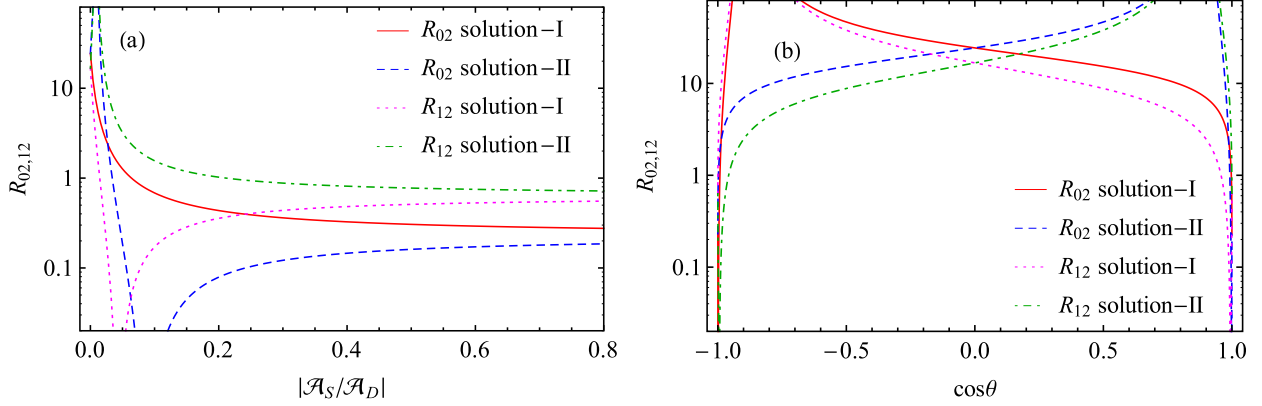 (a)
R02 solution−I
R02 solution−II
R12 solution−I
R12 solution−II
R02,12
10
1
0.1
0.0 0.2 0.4 0.6 0.8
|𝒜S/𝒜D|
(b)
R02,12
10
1
0.1
R02 solution−I
R02 solution−II
R12 solution−I
R12 solution−II
−1.0 −0.5 0.0 0.5 1.0
cosθ